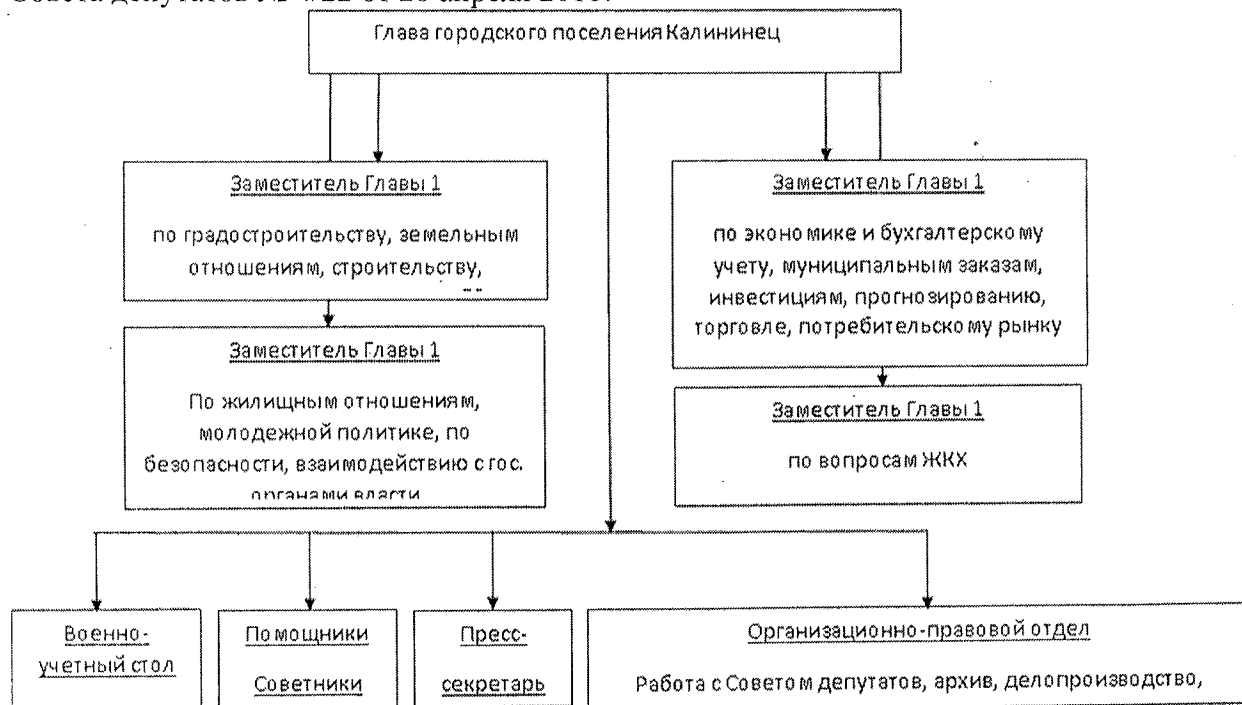 Глава городского поселения Калининец
Заместитель Главы 1
по градостроительству, земельным
отношениям, строительству,
Заместитель Главы 1
по экономике и бухгалтерскому
учету, муниципальным заказам,
инвестициям, прогнозированию,
торговле, потребительскому рынку
Заместитель Главы 1
По жилищным отношениям,
молодежной политике, по
безопасности, взаимодействию с гос.
органами власти
Заместитель Главы 1
по вопросам ЖКХ
Военно-
учетный стол
Помощники
Советники
Пресс-
секретарь
Организационно-правовой отдел
Работа с Советом депутатов, архив, делопроизводство,